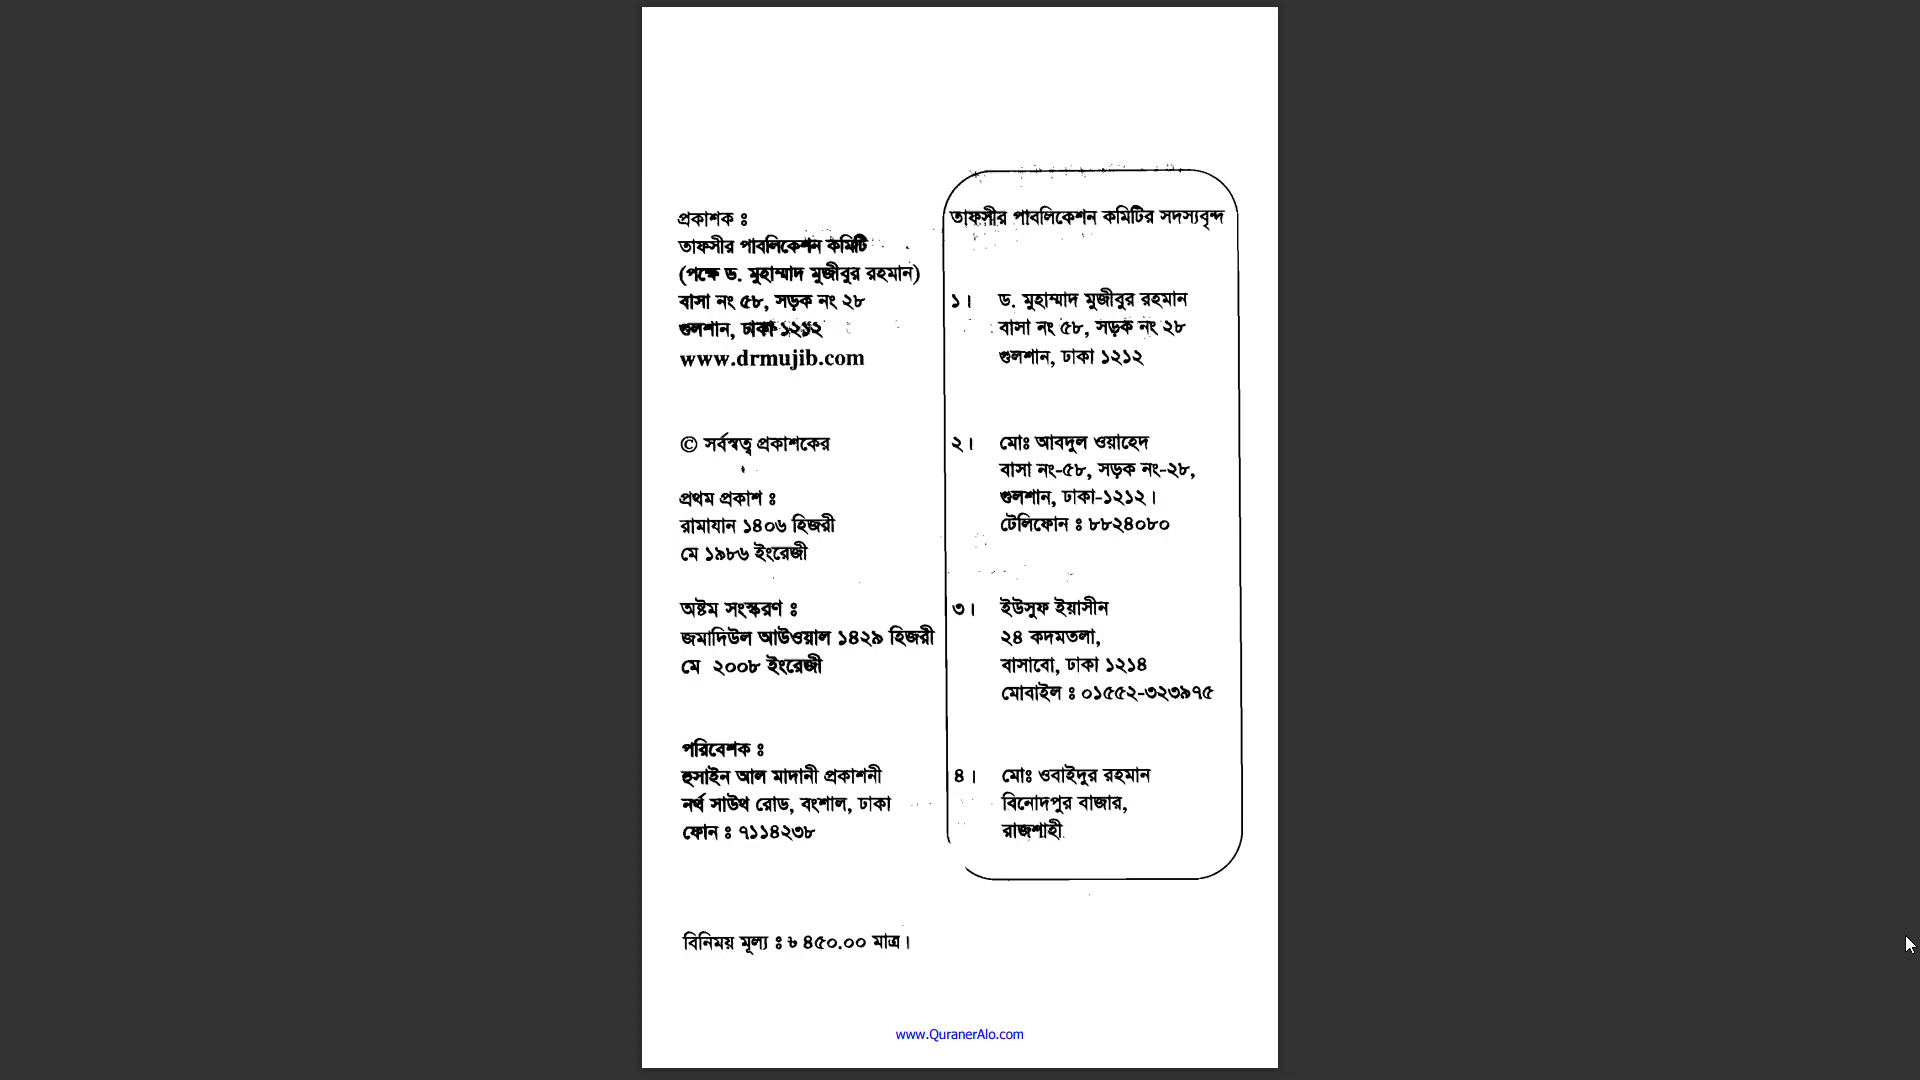 প্রকাশক ঃ
তাফসীর পাবলিকেশন কমিটি
(পক্ষে ড. মুহাম্মাদ মুজীবুর রহমান)
বাসা নং ৫৮, সড়ক নং ২৮
গুলশান, ঢাকা ১২১২
www.drmujib.com
© সর্বস্বত্ব প্রকাশকের
প্রথম প্রকাশ ঃ
রামাযান ১৪০৬ হিজরী
মে ১৯৮৬ ইংরেজী
অষ্টম সংস্করণ ঃ
জমাদিউল আউওয়াল ১৪২৯ হিজরী
মে ২০০৮ ইংরেজী
পরিবেশক ঃ
হুসাইন আল মাদানী প্রকাশনী
নর্থ সাউথ রোড, বংশাল, ঢাকা
ফোন ঃ ৭১১৪২৩৮
বিনিময় মূল্য ঃ ৳ ৪৫০.০০ মাত্র।
তাফসীর পাবলিকেশন কমিটির সদস্যবৃন্দ
১। ড. মুহাম্মাদ মুজীবুর রহমান
বাসা নং ৫৮, সড়ক নং ২৮
গুলশান, ঢাকা ১২১২
২। মোঃ আবদুল ওয়াহেদ
বাসা নং-৫৮, সড়ক নং-২৮,
গুলশান, ঢাকা-১২১২।
টেলিফোন ঃ ৮৮২৪০৮০
৩। ইউসুফ ইয়াসীন
২৪ কদমতলা,
বাসাবো, ঢাকা ১২১৪
মোবাইল ঃ ০১৫৫২-৩২৩৯৭৫
৪। মোঃ ওবাইদুর রহমান
বিনোদপুর বাজার,
রাজশাহী
www.QuranerAlo.com